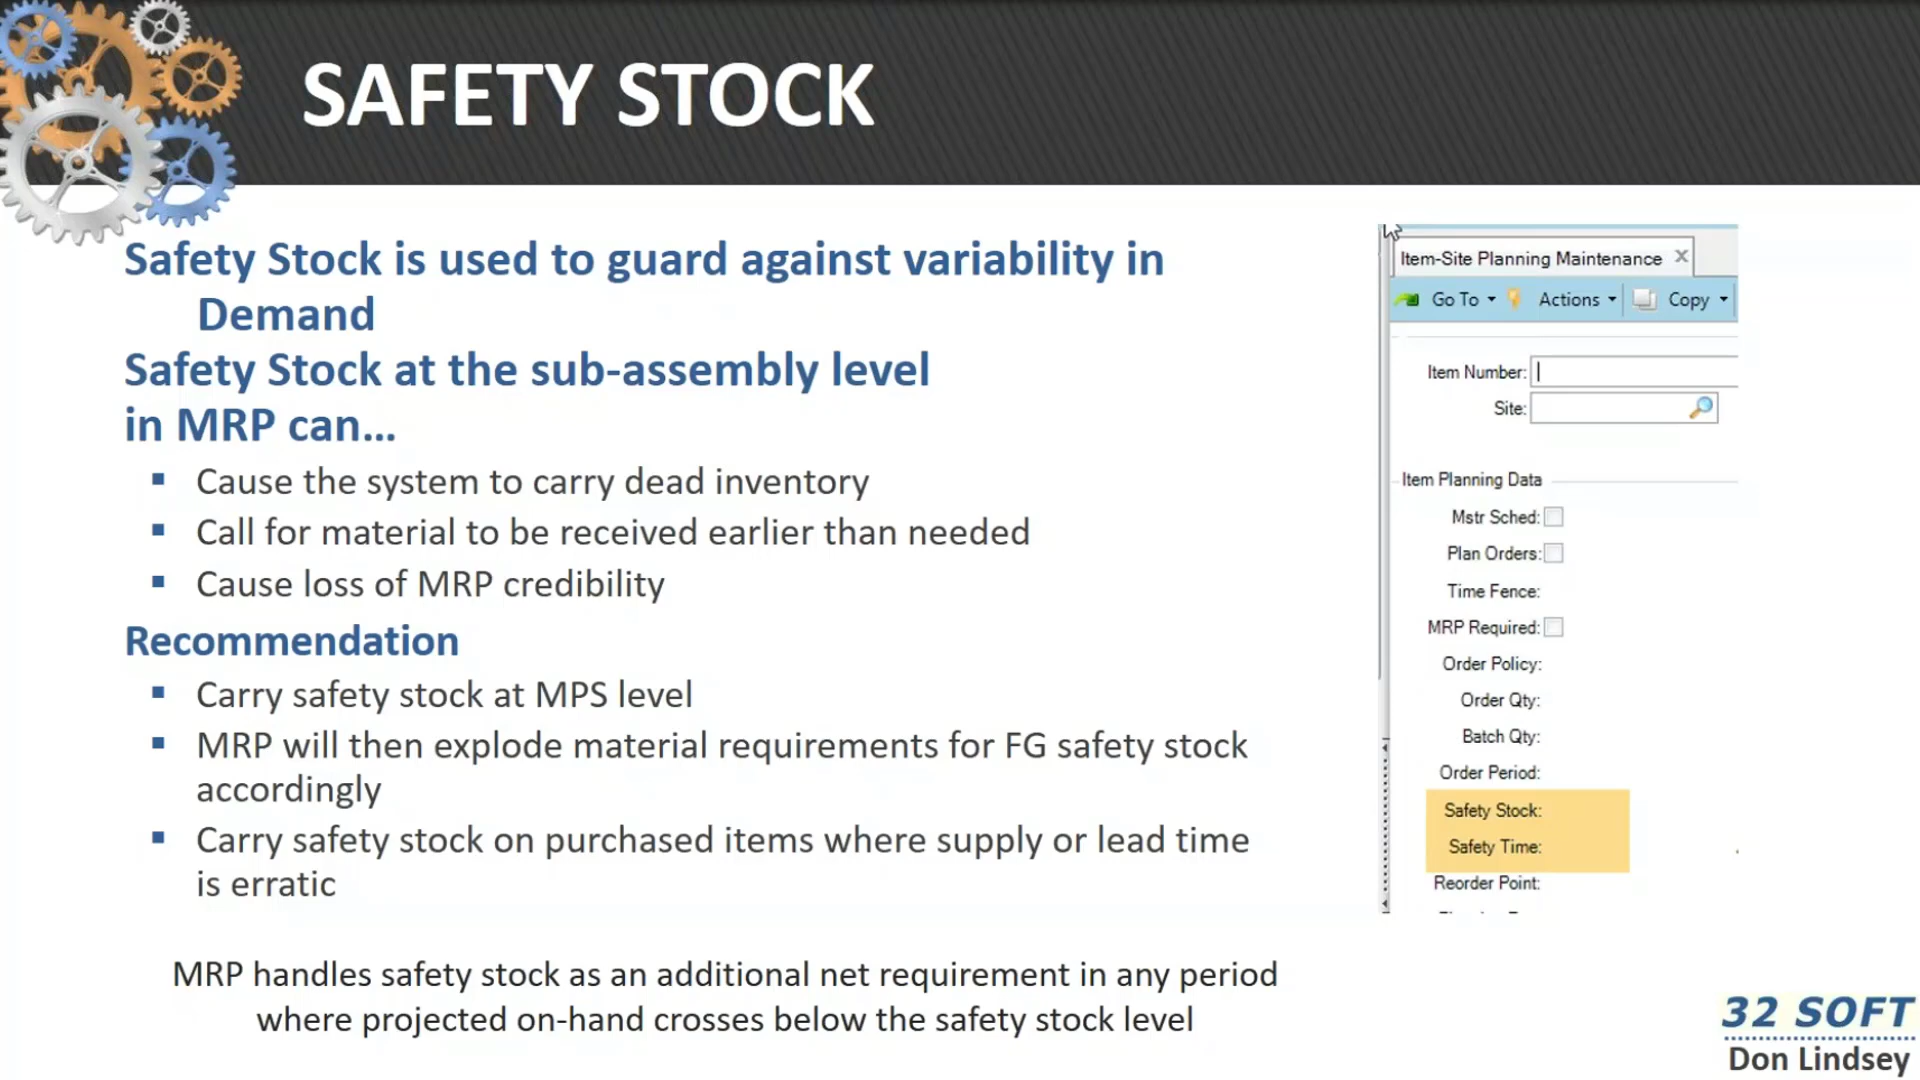 SAFETY STOCK
Safety Stock is used to guard against variability in
Demand
Safety Stock at the sub-assembly level
in MRP can…
Cause the system to carry dead inventory
Call for material to be received earlier than needed
Cause loss of MRP credibility
Recommendation
Carry safety stock at MPS level
MRP will then explode material requirements for FG safety stock
accordingly
Carry safety stock on purchased items where supply or lead time
is erratic
MRP handles safety stock as an additional net requirement in any period
where projected on-hand crosses below the safety stock level
Item-Site Planning Maintenance
Go To Actions Copy
Item Number:
Site:
Item Planning Data
Mstr Sched:
Plan Orders:
Time Fence:
MRP Required:
Order Policy:
Order Qty:
Batch Qty:
Order Period:
Safety Stock:
Safety Time:
Reorder Point:
32 SOFT
Don Lindsey